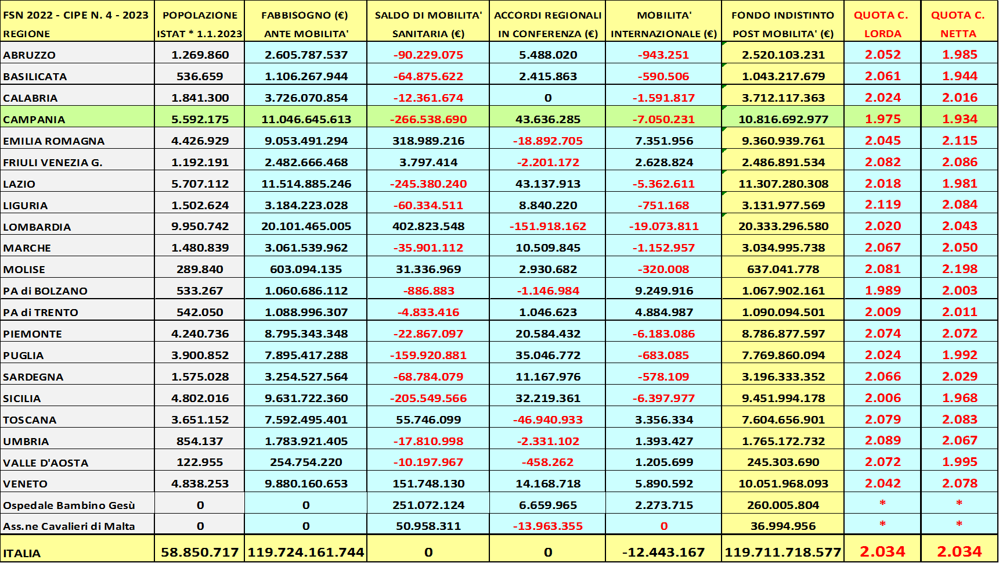 FSN 2022 - CIPE N. 4 - 2023 POPOLAZIONE FABBISOGNO (€) SALDO DI MOBILITA' ACCORDI REGIONALI MOBILITA' FONDO INDISTINTO QUOTA C. QUOTA C.
REGIONE ISTAT * 1.1.2023 ANTE MOBILITA' SANITARIA (€) IN CONFERENZA (€) INTERNAZIONALE (€) POST MOBILITA' (€) LORDA NETTA
ABRUZZO 1.269.860 2.605.787.537 -90.229.075 5.488.020 -943.251 2.520.103.231 2.052 1.985
BASILICATA 536.659 1.106.267.944 -64.875.622 2.415.863 -590.506 1.043.217.679 2.061 1.944
CALABRIA 1.841.300 3.726.070.854 -12.361.674 0 -1.591.817 3.712.117.363 2.024 2.016
CAMPANIA 5.592.175 11.046.645.613 -266.538.690 43.636.285 -7.050.231 10.816.692.977 1.975 1.934
EMILIA ROMAGNA 4.426.929 9.053.491.294 318.989.216 -18.892.705 7.351.956 9.360.939.761 2.045 2.115
FRIULI VENEZIA G. 1.192.191 2.482.666.468 3.797.414 -2.201.172 2.628.824 2.486.891.534 2.082 2.086
LAZIO 5.707.112 11.514.885.246 -245.380.240 43.137.913 -5.362.611 11.307.280.308 2.018 1.981
LIGURIA 1.502.624 3.184.223.028 -60.334.511 8.840.220 -751.168 3.131.977.569 2.119 2.084
LOMBARDIA 9.950.742 20.101.465.005 402.823.548 -151.918.162 -19.073.811 20.333.296.580 2.020 2.043
MARCHE 1.480.839 3.061.539.962 -35.901.112 10.509.845 -1.152.957 3.034.995.738 2.067 2.050
MOLISE 289.840 603.094.135 31.336.969 2.930.682 -320.008 637.041.778 2.081 2.198
PA di BOLZANO 533.267 1.060.686.112 -886.883 -1.146.984 9.249.916 1.067.902.161 1.989 2.003
PA di TRENTO 542.050 1.088.996.307 -4.833.416 1.046.623 4.884.987 1.090.094.501 2.009 2.011
PIEMONTE 4.240.736 8.795.343.348 -22.867.097 20.584.432 -6.183.086 8.786.877.597 2.074 2.072
PUGLIA 3.900.852 7.895.417.288 -159.920.881 35.046.772 -683.085 7.769.860.094 2.024 1.992
SARDEGNA 1.575.028 3.254.527.564 -68.784.079 11.167.976 -578.109 3.196.333.352 2.066 2.029
SICILIA 4.802.016 9.631.722.360 -205.549.566 32.219.361 -6.397.977 9.451.994.178 2.006 1.968
TOSCANA 3.651.152 7.592.495.401 55.746.099 -46.940.933 3.356.334 7.604.656.901 2.079 2.083
UMBRIA 854.137 1.783.921.405 -17.810.998 -2.331.102 1.393.427 1.765.172.732 2.089 2.067
VALLE D'AOSTA 122.955 254.754.220 -10.197.967 -458.262 1.205.699 245.303.690 2.072 1.995
VENETO 4.838.253 9.880.160.653 151.748.130 14.168.718 5.890.592 10.051.968.093 2.042 2.078
Ospedale Bambino Gesù 0 0 251.072.124 6.659.965 2.273.715 260.005.804 * *
Ass.ne Cavalieri di Malta 0 0 50.958.311 -13.963.355 0 36.994.956 * *
ITALIA 58.850.717 119.724.161.744 0 0 -12.443.167 119.711.718.577 2.034 2.034